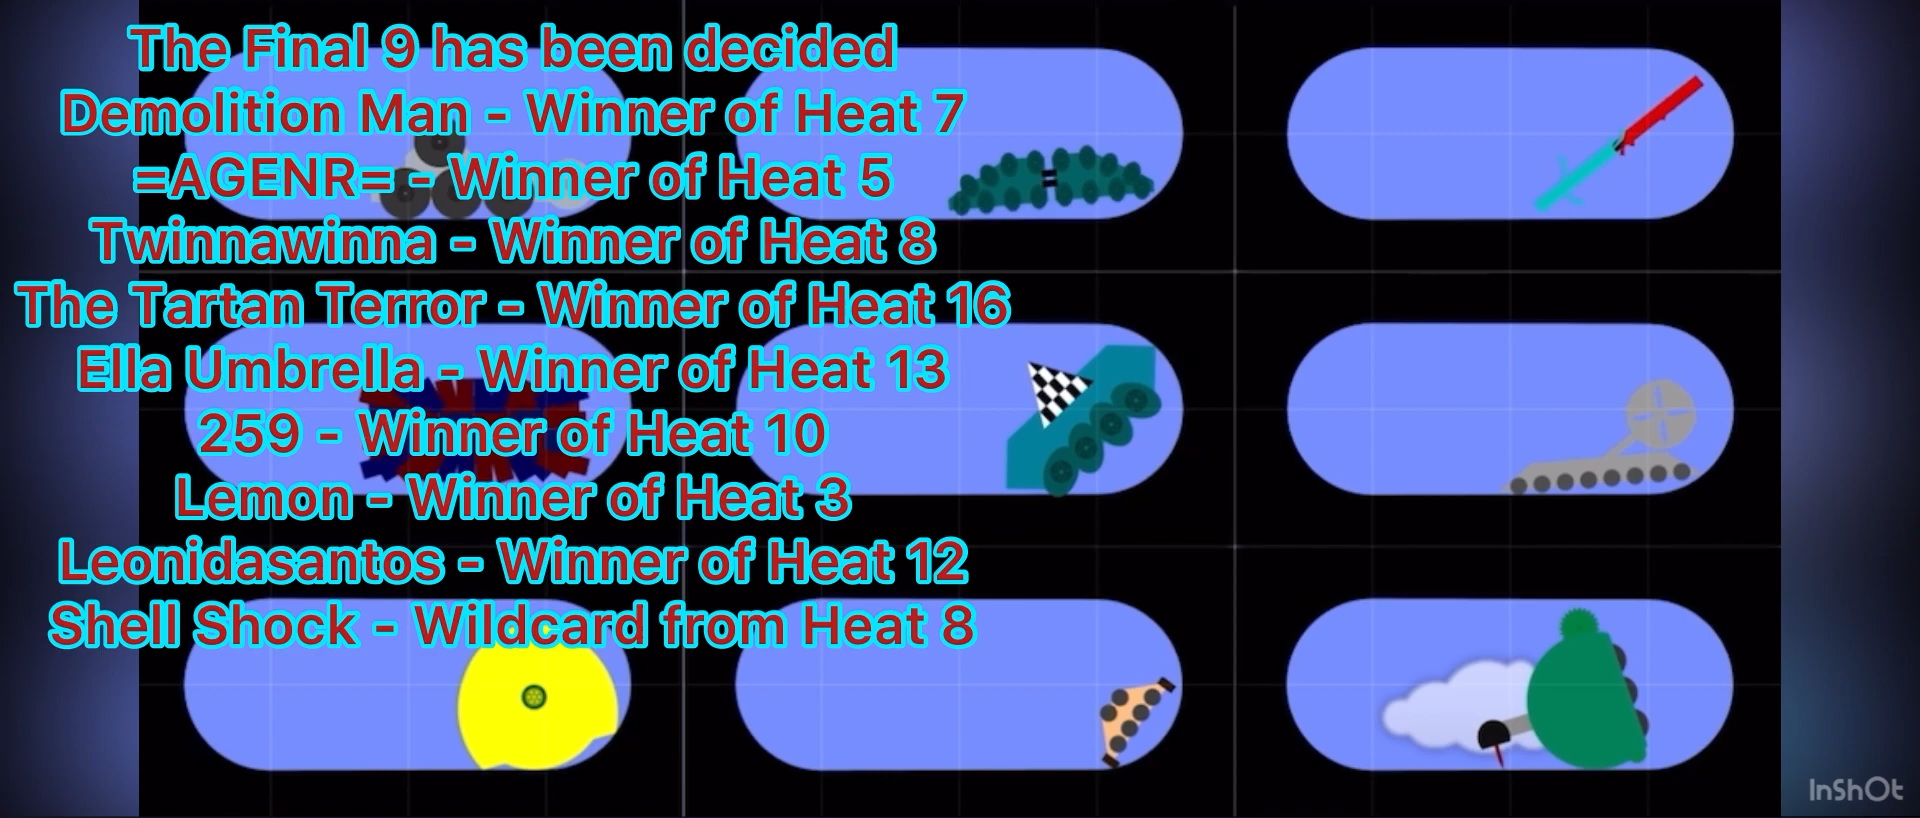 The Final 9 has been decided
Demolition Man - Winner of Heat 7
=AGENR= - Winner of Heat 5
Twinnawinna - Winner of Heat 8
The Tartan Terror - Winner of Heat 16
Ella Umbrella - Winner of Heat 13
259 - Winner of Heat 10
Lemon - Winner of Heat 3
Leonidasantos - Winner of Heat 12
Shell Shock - Wildcard from Heat 8
InShOt